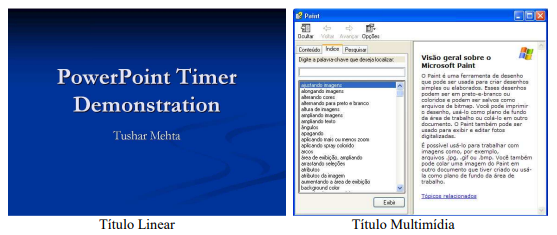 PowerPoint Timer
Demonstration
Tushar Mehta
Paint
Ocultar Voltar Avançar Opções
Conteúdo Índice Pesquisar
Digite a palavra-chave que deseja localizar:
ajustando imagens
alongando imagens
alterando cores
alternando para preto e branco
altura de imagens
ampliando imagens
ampliando texto
ângulos
apagando
aplicando mais ou menos zoom
aplicando spray colorido
arcos
área de exibição, ampliando
arrastando seleções
atributos
atributos da imagem
aumentando a área de exibição
background color
Exibir
Visão geral sobre o
Microsoft Paint
O Paint é uma ferramenta de desenho
que pode ser usada para criar desenhos
simples ou elaborados. Esses desenhos
podem ser em preto-e-branco ou
coloridos e podem ser salvos como
arquivos de bitmap. Você pode imprimir
o desenho, usá-lo como plano de fundo
da área de trabalho ou colá-lo em outro
documento. O Paint também pode ser
usado para exibir e editar fotos
digitalizadas.
É possível usá-lo para trabalhar com
imagens como, por exemplo,
arquivos .jpg, .gif ou .bmp. Você também
pode colar uma imagem do Paint em
outro documento que tiver criado ou usá-
la como plano de fundo da área de
trabalho.
Tópicos relacionados
Título Linear
Título Multimídia